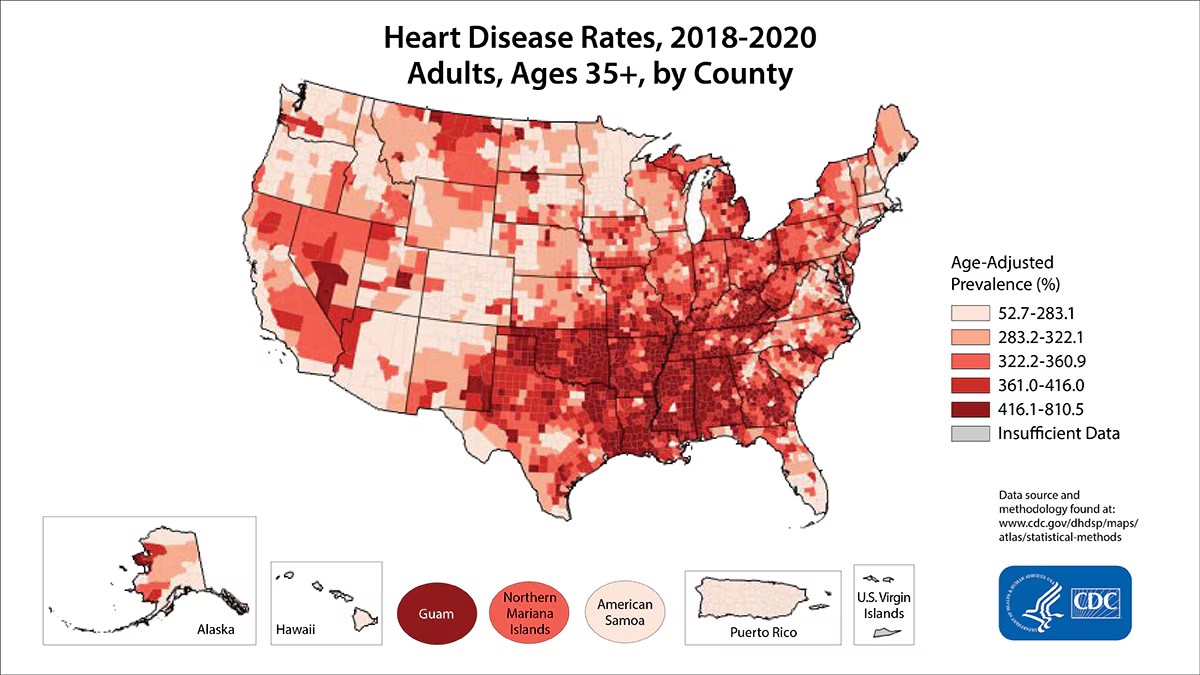 Heart Disease Rates, 2018-2020
Adults, Ages 35+, by County
Age-Adjusted
Prevalence (%)
52.7-283.1
283.2-322.1
322.2-360.9
361.0-416.0
416.1-810.5
Insufficient Data
Data source and
methodology found at:
www.cdc.gov/dhdsp/maps/
atlas/statistical-methods
Alaska
Hawaii
Guam
Northern
Mariana
Islands
American
Samoa
Puerto Rico
U.S. Virgin
Islands
CDC